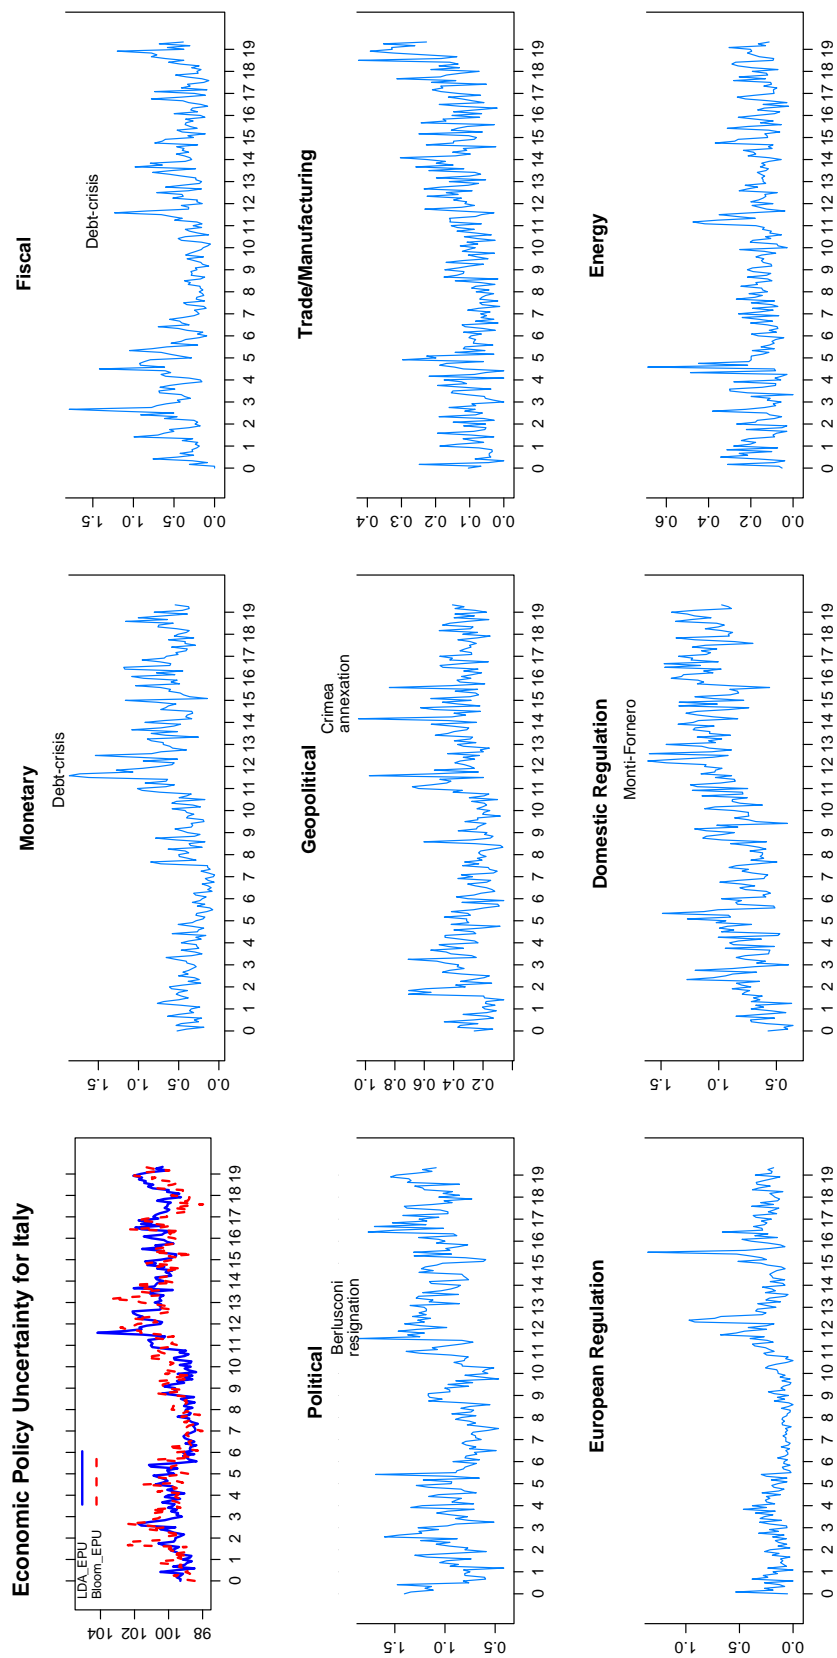 Economic Policy Uncertainty for Italy
LDA_EPU
Bloom_EPU
104
102
100
98
0 1 2 3 4 5 6 7 8 9 10 11 12 13 14 15 16 17 18 19
Monetary
Debt-crisis
1.5
1.0
0.5
0.0
0 1 2 3 4 5 6 7 8 9 10 11 12 13 14 15 16 17 18 19
Fiscal
Debt-crisis
1.5
1.0
0.5
0.0
0 1 2 3 4 5 6 7 8 9 10 11 12 13 14 15 16 17 18 19
Political
Berlusconi
resignation
1.5
1.0
0.5
0 1 2 3 4 5 6 7 8 9 10 11 12 13 14 15 16 17 18 19
Geopolitical
Crimea
annexation
1.0
0.8
0.6
0.4
0.2
0 1 2 3 4 5 6 7 8 9 10 11 12 13 14 15 16 17 18 19
Trade/Manufacturing
0.4
0.3
0.2
0.1
0.0
0 1 2 3 4 5 6 7 8 9 10 11 12 13 14 15 16 17 18 19
European Regulation
1.0
0.5
0.0
0 1 2 3 4 5 6 7 8 9 10 11 12 13 14 15 16 17 18 19
Domestic Regulation
Monti-Fornero
1.5
1.0
0.5
0 1 2 3 4 5 6 7 8 9 10 11 12 13 14 15 16 17 18 19
Energy
0.6
0.4
0.2
0.0
0 1 2 3 4 5 6 7 8 9 10 11 12 13 14 15 16 17 18 19